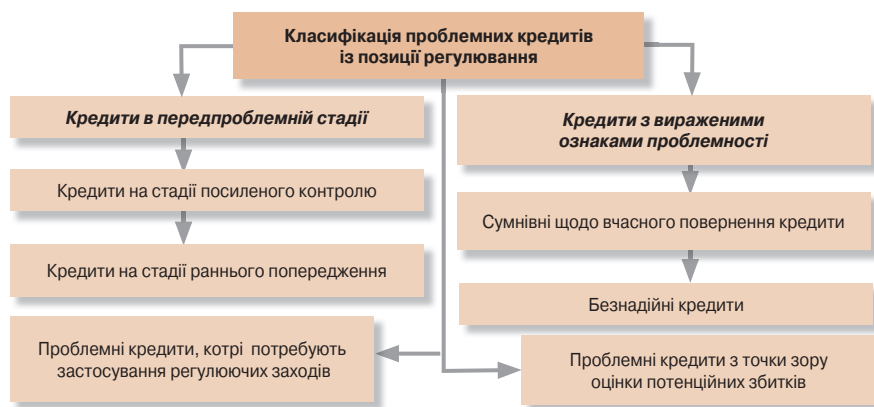 Класифікація проблемних кредитів
із позиції регулювання
Кредити в передпроблемній стадії
Кредити з вираженими
ознаками проблемності
Кредити на стадії посиленого контролю
Сумнівні щодо вчасного повернення кредити
Кредити на стадії раннього попередження
Безнадійні кредити
Проблемні кредити, котрі потребують
застосування регулюючих заходів
Проблемні кредити з точки зору
оцінки потенційних збитків